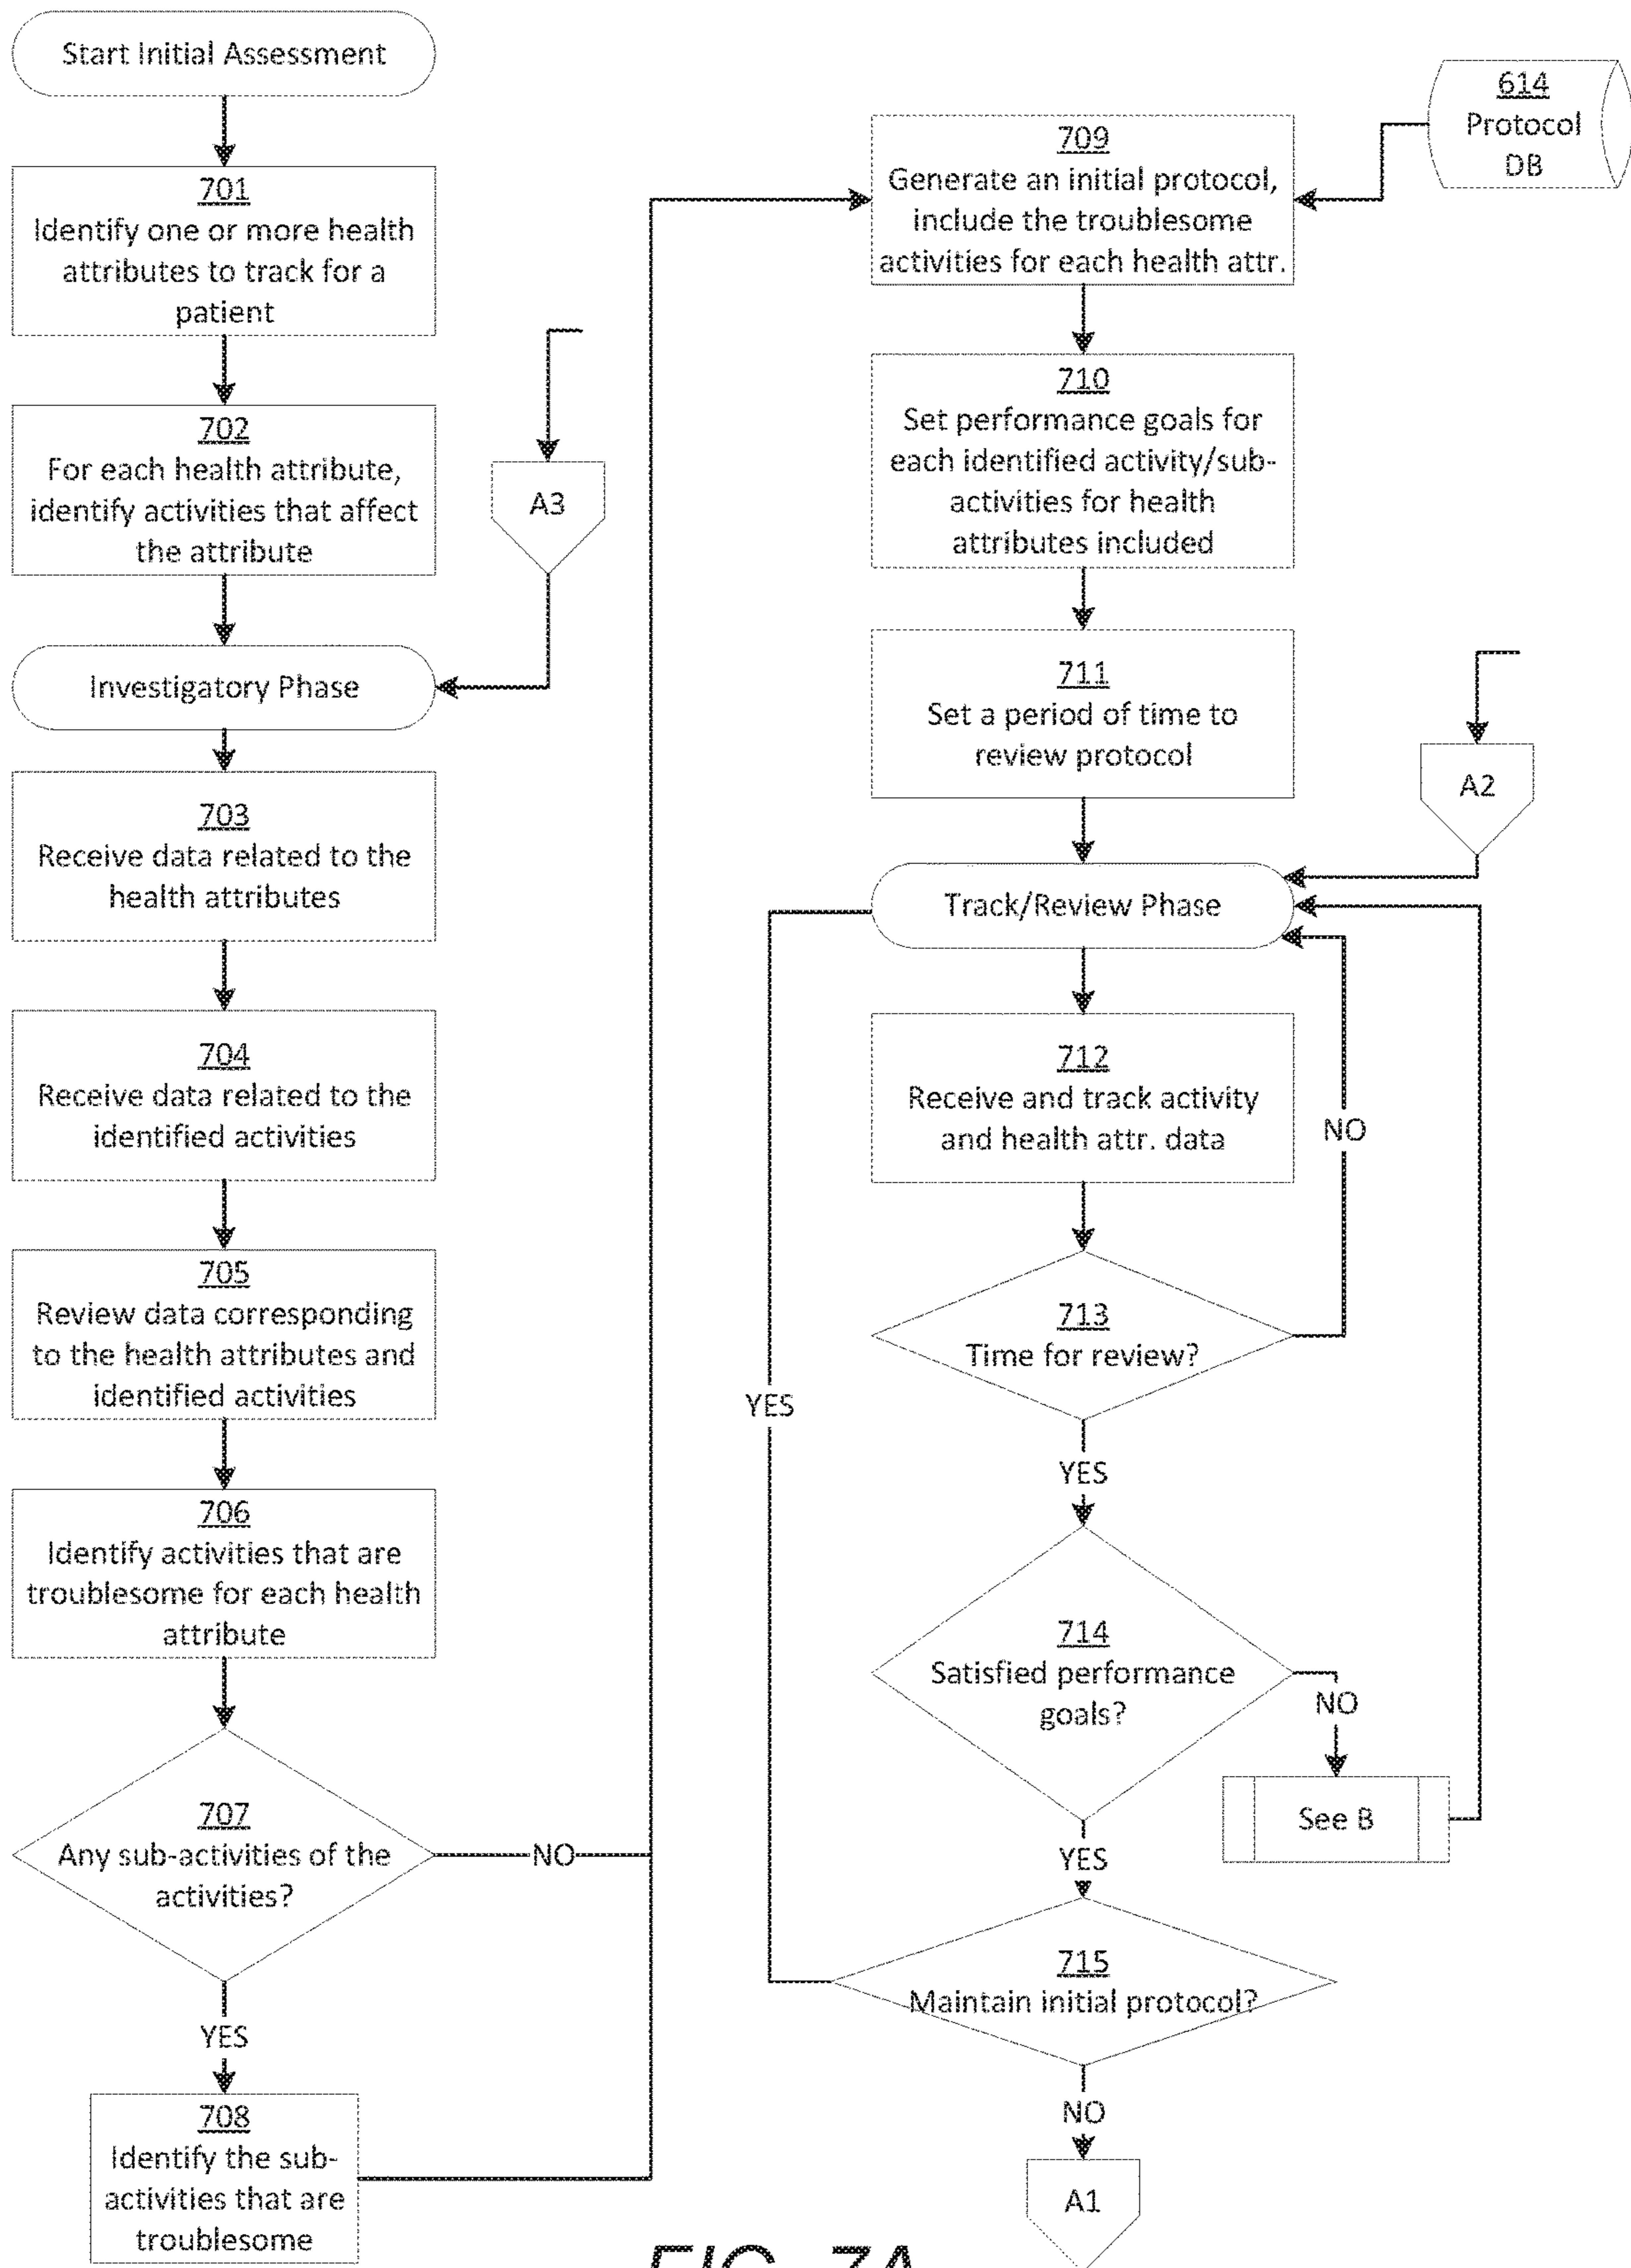 Start Initial Assessment
701
Identify one or more health
attributes to track for a
patient
702
For each health attribute,
identify activities that affect
the attribute
A3
Investigatory Phase
703
Receive data related to the
health attributes
704
Receive data related to the
identified activities
705
Review data corresponding
to the health attributes and
identified activities
706
Identify activities that are
troublesome for each health
attribute
707
Any sub-activities of the
activities?
NO
YES
708
Identify the sub-
activities that are
troublesome
614
Protocol
DB
709
Generate an initial protocol,
include the troublesome
activities for each health attr.
710
Set performance goals for
each identified activity/sub-
activities for health
attributes included
711
Set a period of time to
review protocol
A2
Track/Review Phase
712
Receive and track activity
and health attr. data
NO
713
Time for review?
YES
YES
714
Satisfied performance
goals?
NO
See B
YES
715
Maintain initial protocol?
NO
A1
FIG. 7A